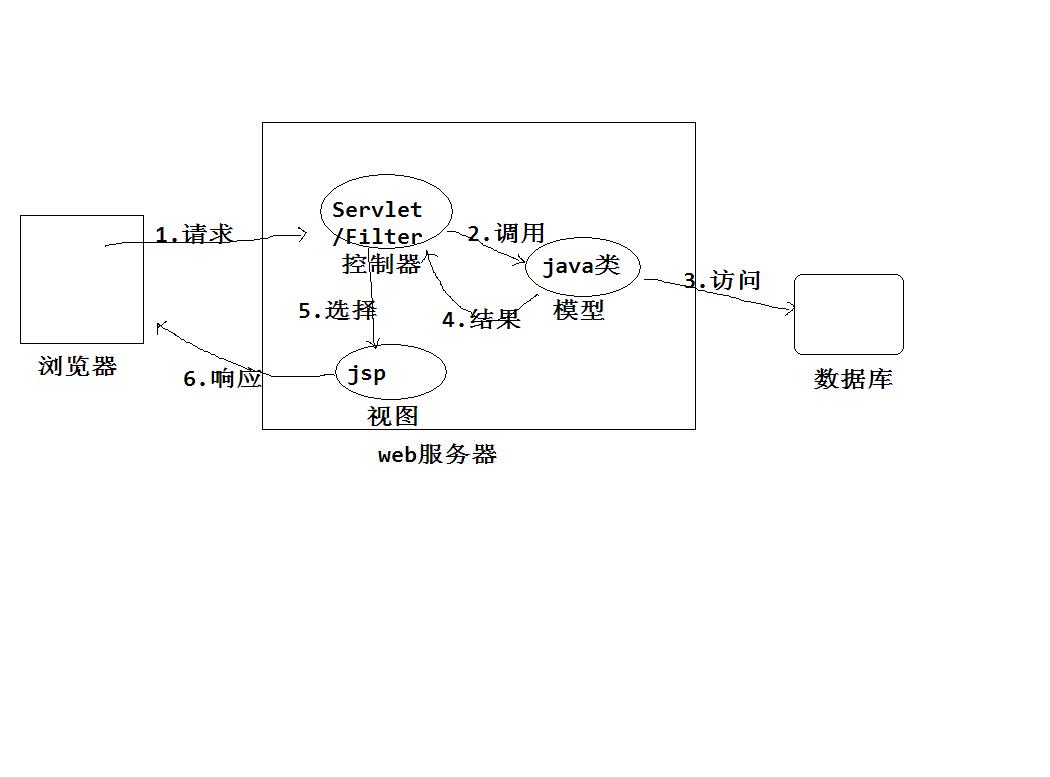 Servlet
/Filter
控制器
1.请求
2.调用
java类
模型
3.访问
数据库
4.结果
5.选择
jsp
视图
6.响应
浏览器
web服务器